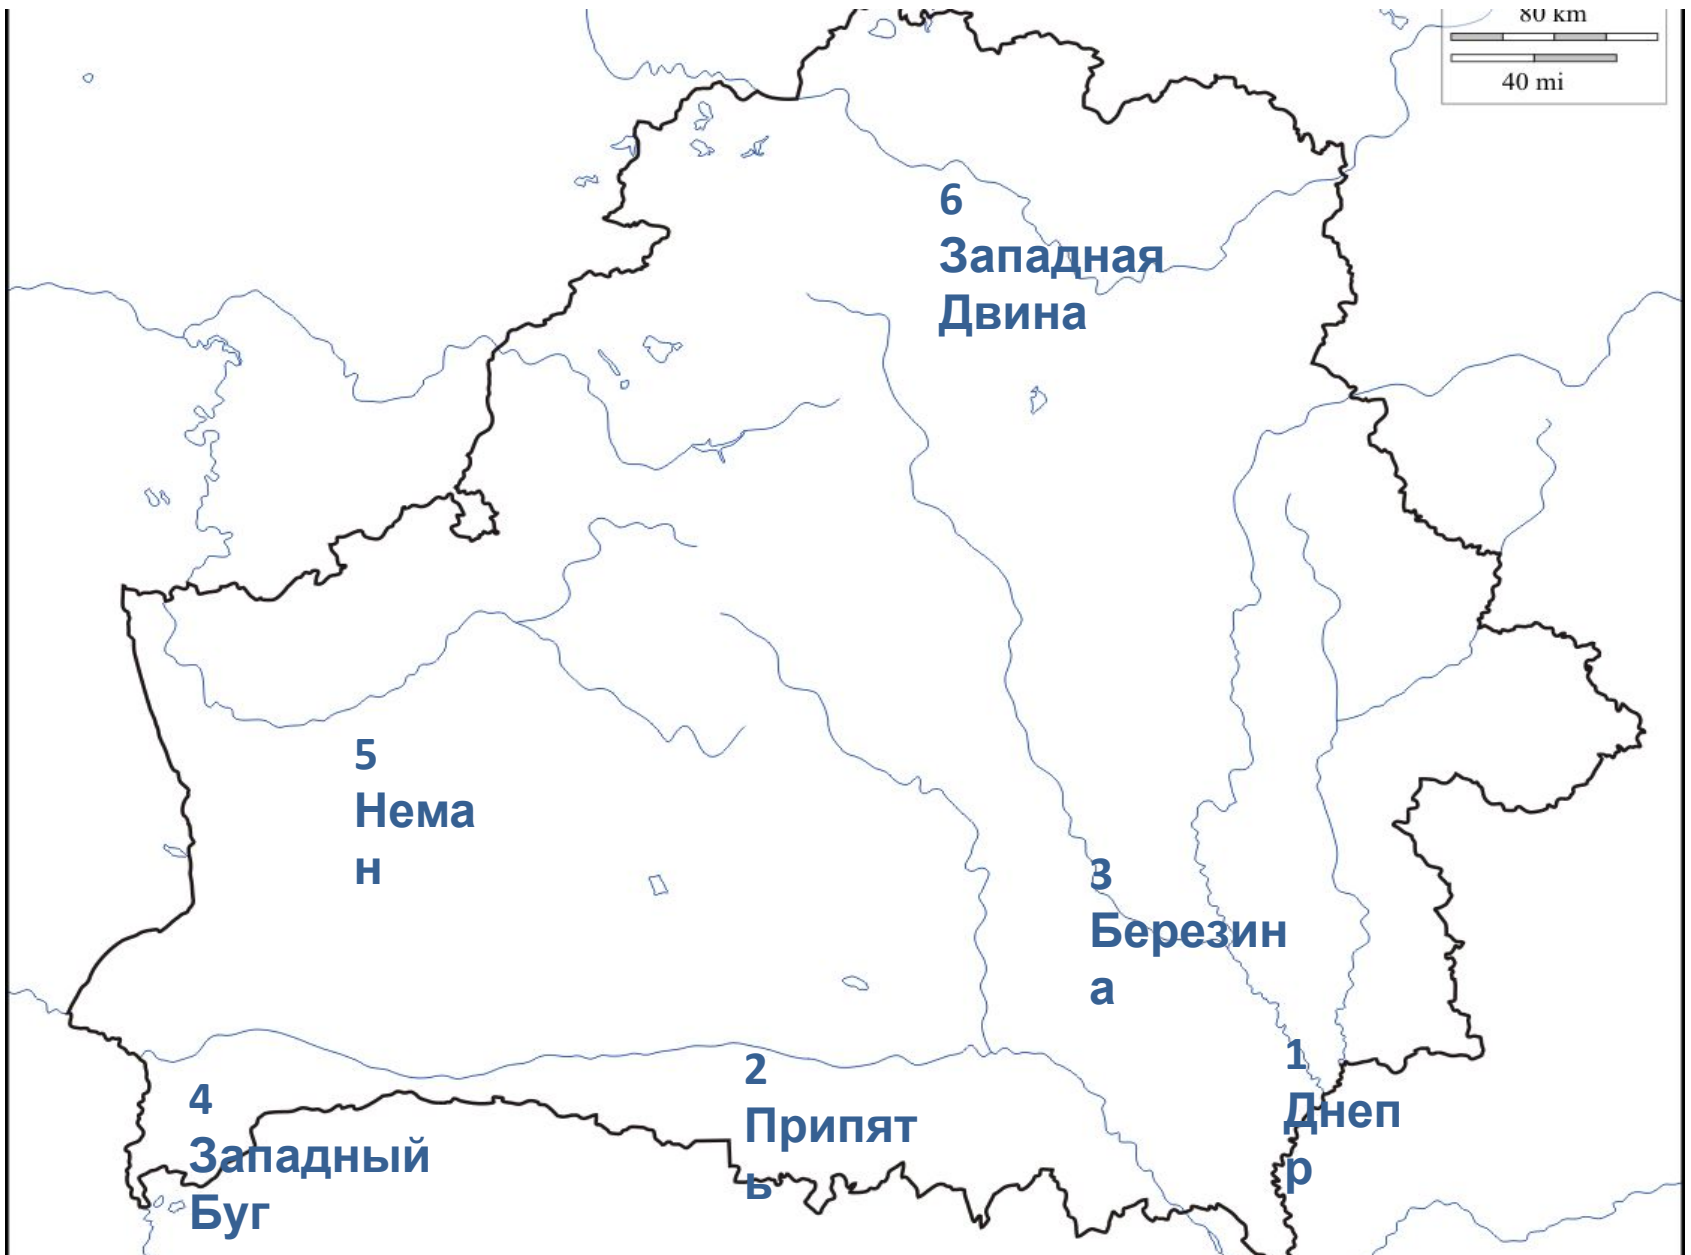 80 km
40 mi
6
Западная
Двина
5
Нема
н
3
Березин
а
2
Припят
ь
1
Днеп
р
4
Западный
Буг